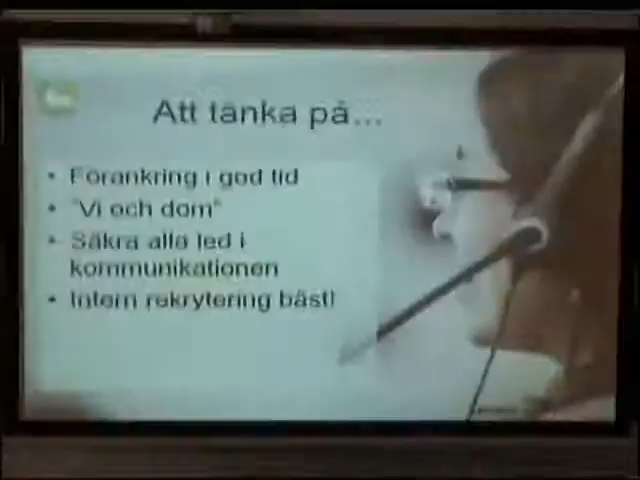 Att tänka på...
• Förankring i god tid
• "Vi och dom"
• Säkra alla led i
kommunikationen
• Intern rekrytering bäst!